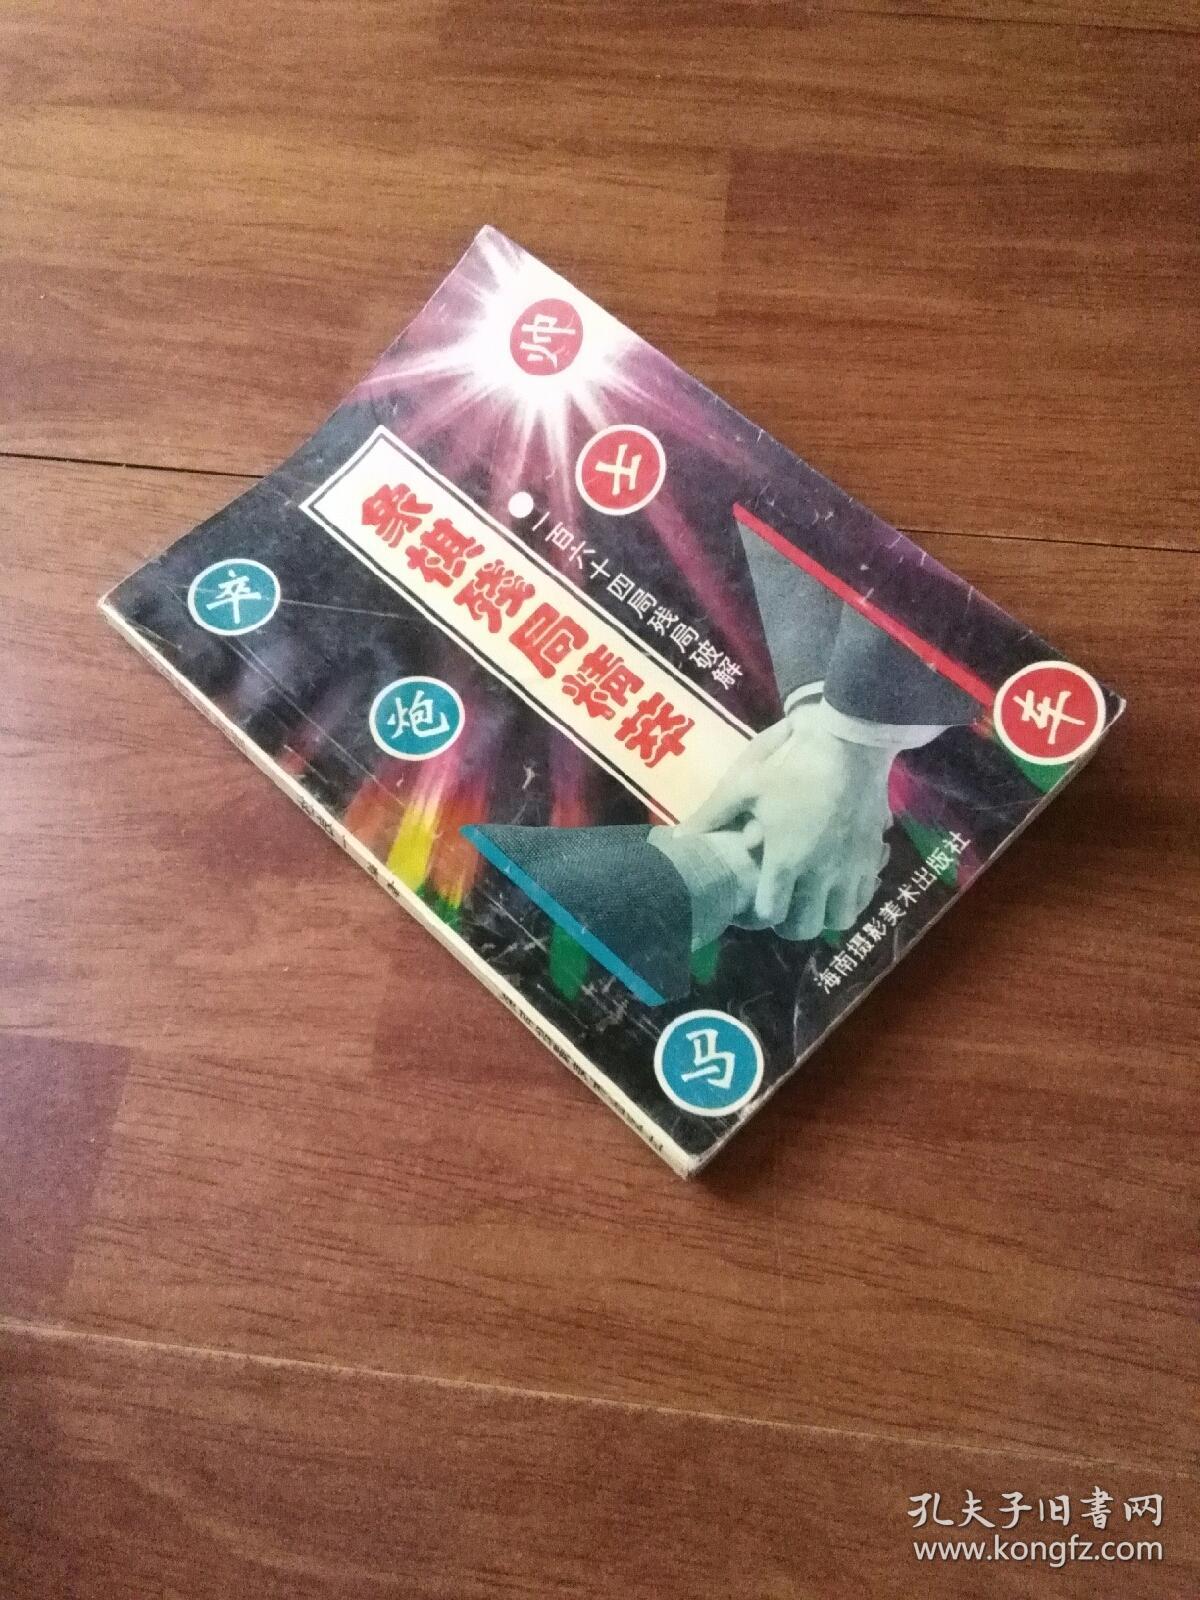 帅
士
●一百六十四局残局破解
象棋残局精萃
卒
炮
车
马
海南摄影美术出版社
孔夫子旧書网
www.kongfz.com